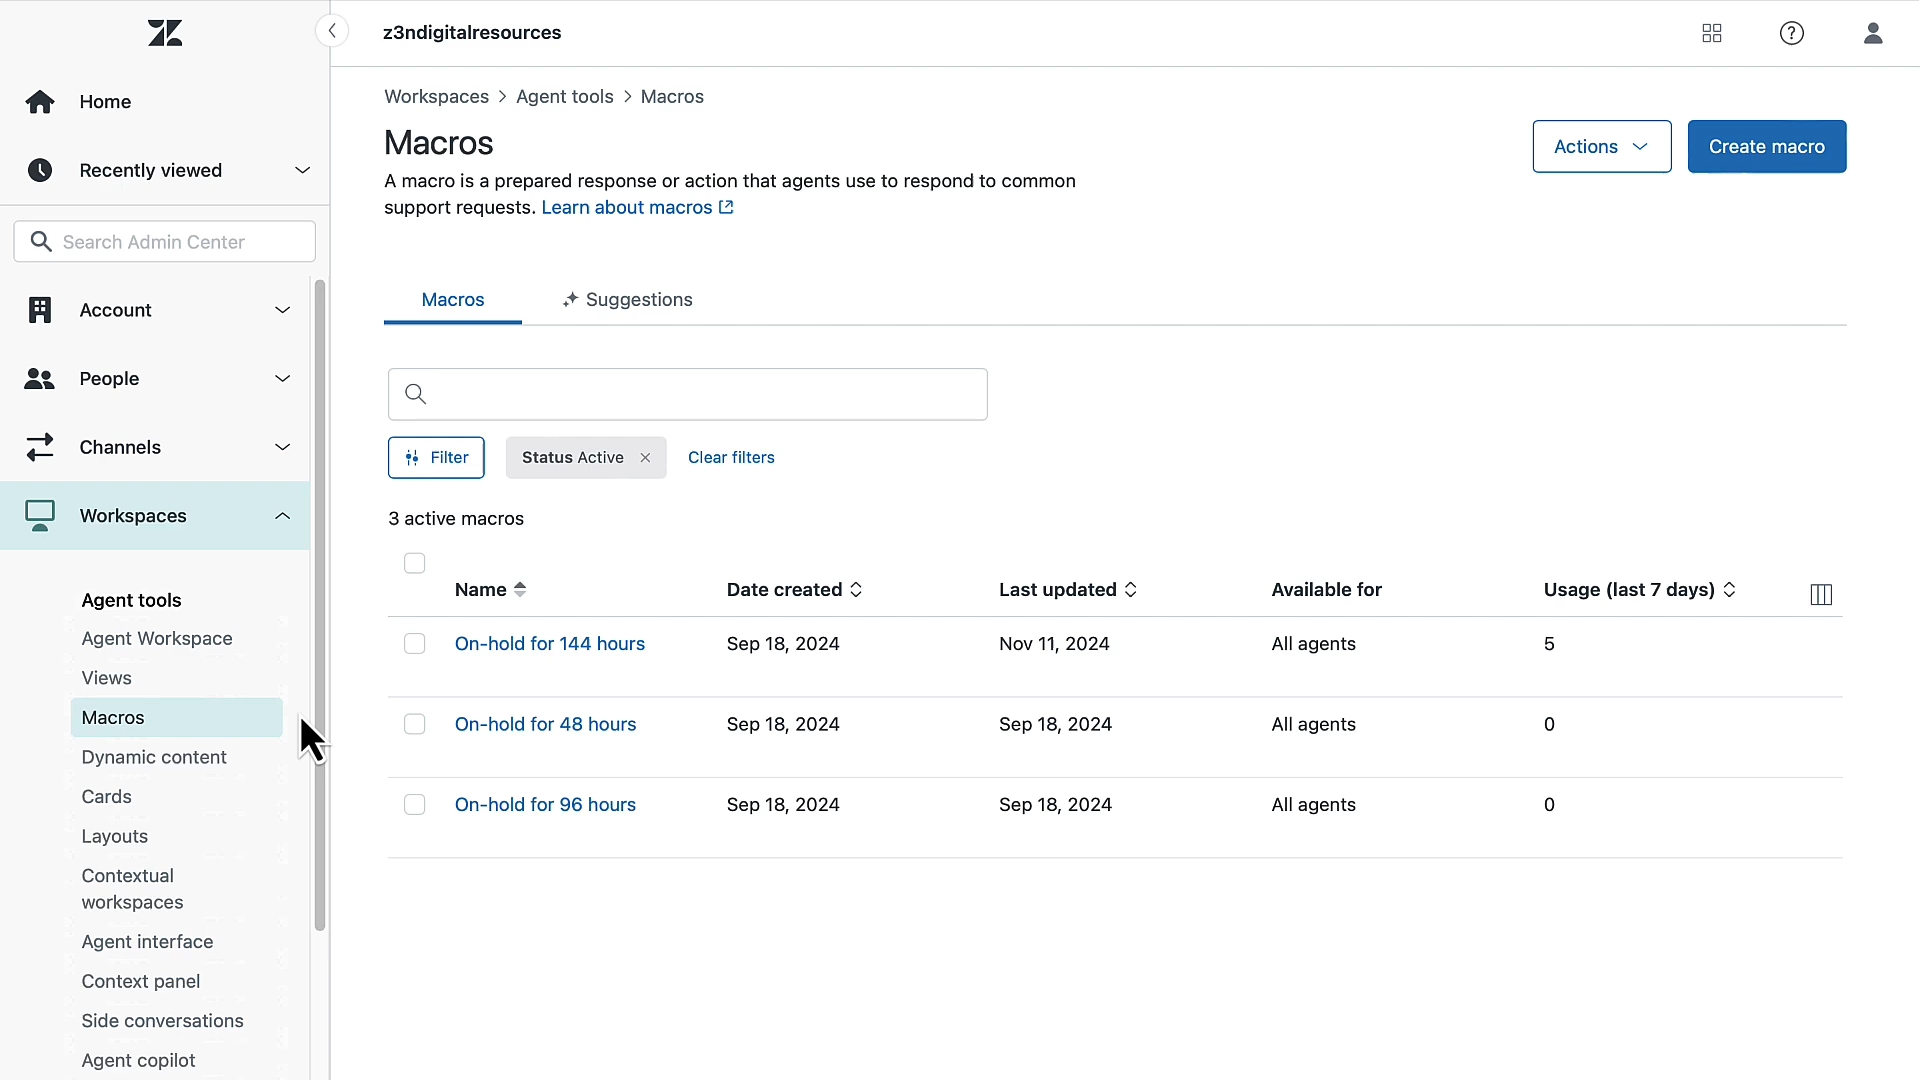 z3ndigitalresources
Home
Recently viewed
Search Admin Center
Account
People
Channels
Workspaces
Agent tools
Agent Workspace
Views
Macros
Dynamic content
Cards
Layouts
Contextual
workspaces
Agent interface
Context panel
Side conversations
Agent copilot
Workspaces > Agent tools > Macros
Macros
A macro is a prepared response or action that agents use to respond to common
support requests. Learn about macros
Actions
Create macro
Macros
Suggestions
Filter
Status Active
Clear filters
3 active macros
Name Date created Last updated Available for Usage (last 7 days)
On-hold for 144 hours Sep 18, 2024 Nov 11, 2024 All agents 5
On-hold for 48 hours Sep 18, 2024 Sep 18, 2024 All agents 0
On-hold for 96 hours Sep 18, 2024 Sep 18, 2024 All agents 0